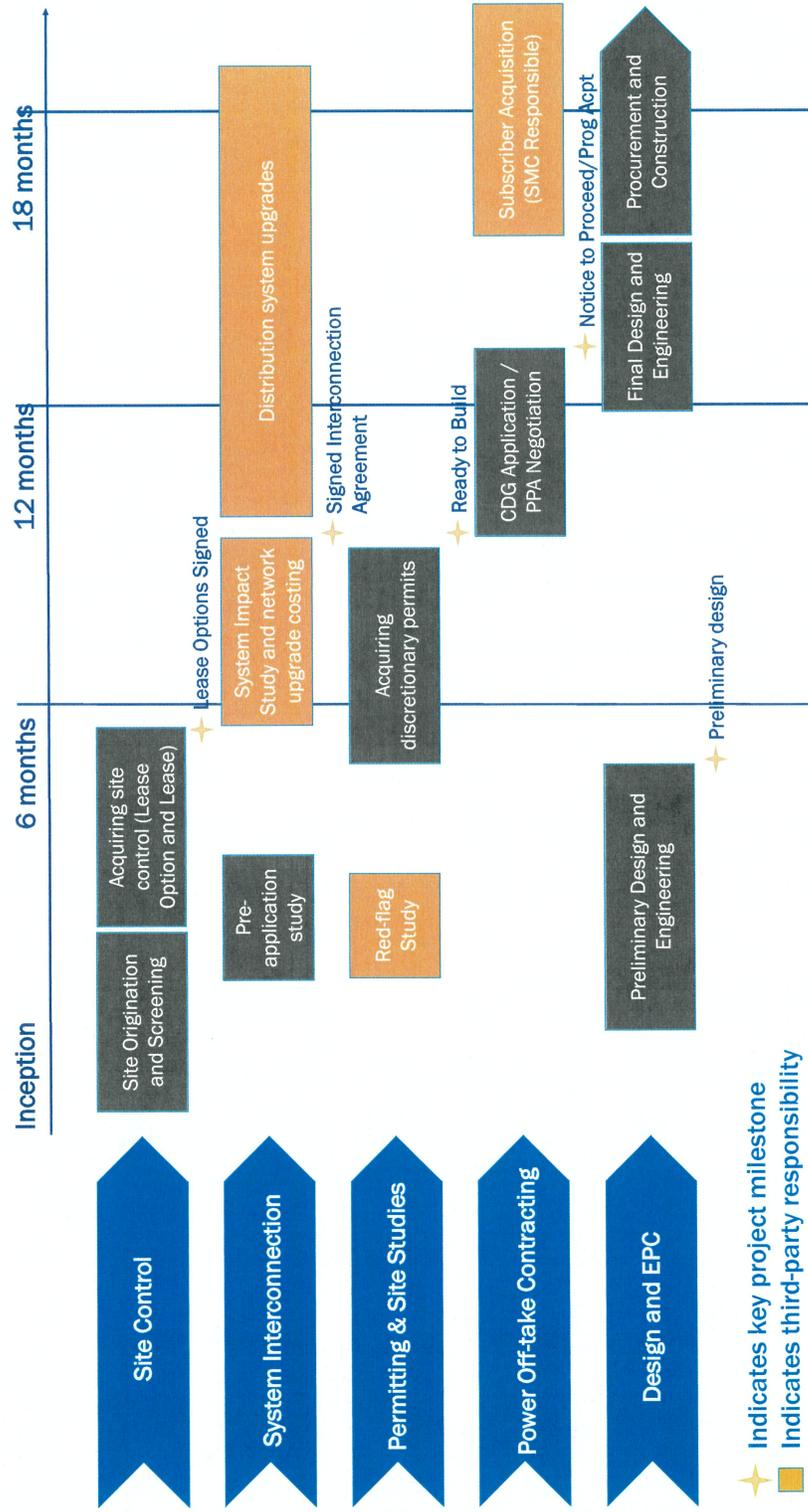 Inception
6 months
12 months
18 months
Site Control
Site Origination
and Screening
Acquiring site
control (Lease
Option and Lease)
Lease Options Signed
System Interconnection
Pre-
application
study
System Impact
Study and network
upgrade costing
Distribution system upgrades
Signed Interconnection
Agreement
Permitting & Site Studies
Red-flag
Study
Acquiring
discretionary permits
Ready to Build
Power Off-take Contracting
CDG Application /
PPA Negotiation
Subscriber Acquisition
(SMC Responsible)
Notice to Proceed/Prog Acpt
Design and EPC
Preliminary Design and
Engineering
Final Design and
Engineering
Procurement and
Construction
Preliminary design
Indicates key project milestone
Indicates third-party responsibility